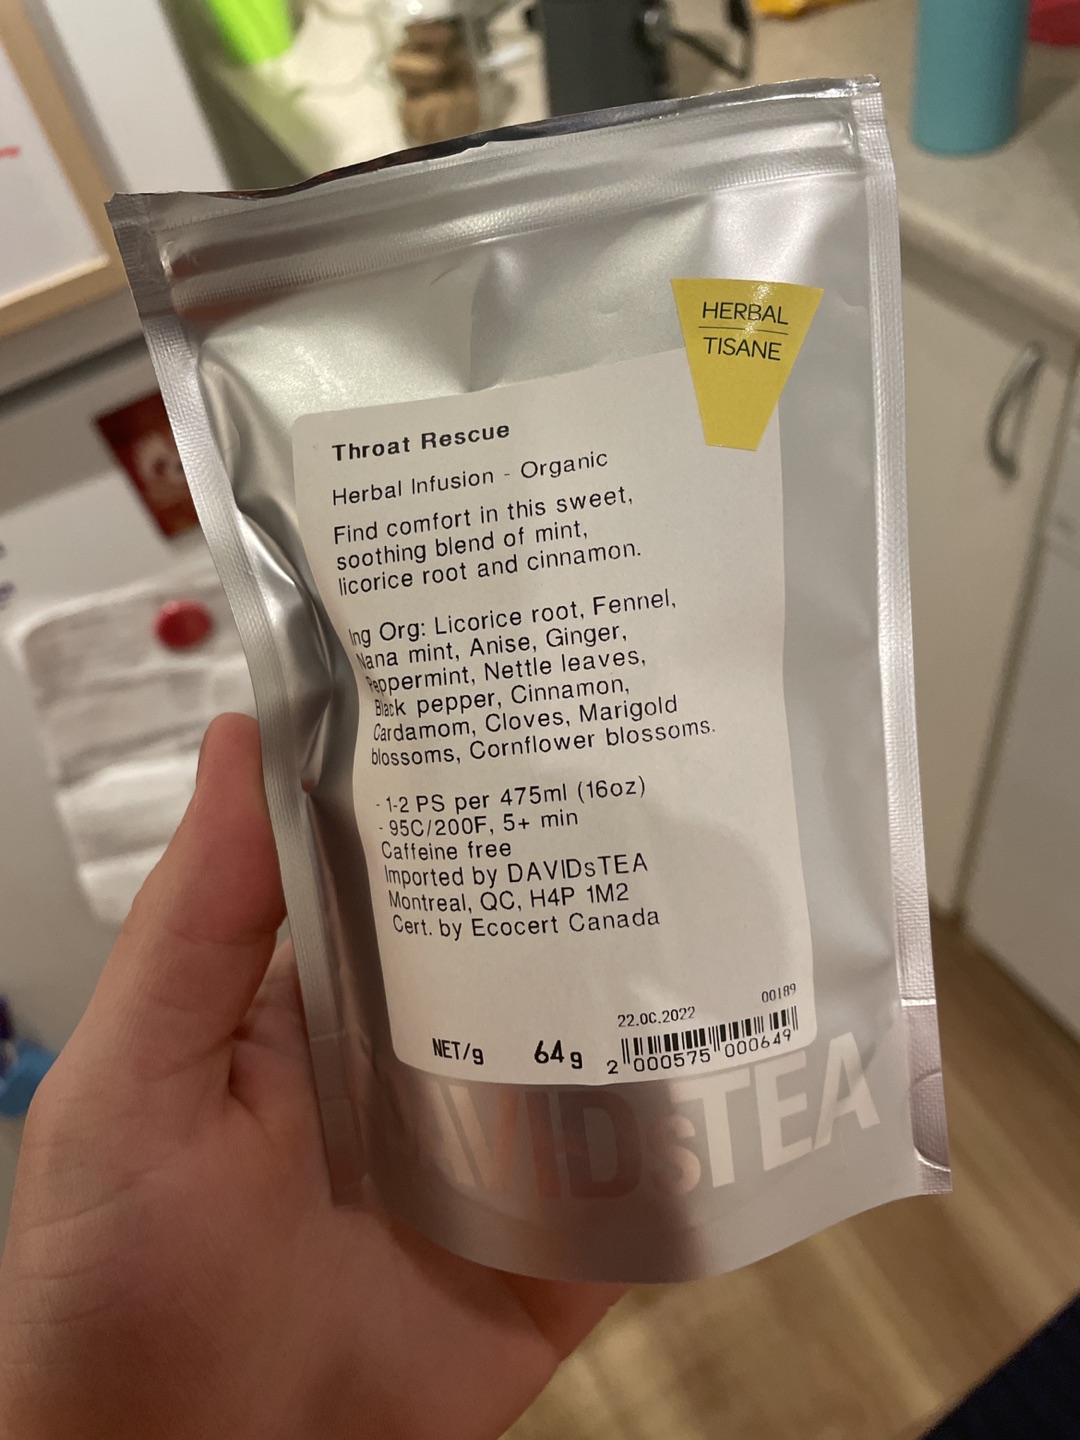 HERBAL
TISANE
Throat Rescue
Herbal Infusion - Organic
Find comfort in this sweet,
soothing blend of mint,
licorice root and cinnamon.
Ing Org: Licorice root, Fennel,
Nana mint, Anise, Ginger,
Peppermint, Nettle leaves,
Black pepper, Cinnamon,
Cardamom, Cloves, Marigold
blossoms, Cornflower blossoms.
- 1-2 PS per 475ml (16oz)
- 95C/200F, 5+ min
Caffeine free
Imported by DAVIDsTEA
Montreal, QC, H4P 1M2
Cert. by Ecocert Canada
00189
22.OC.2022
NET/g 64 g
2 000575 000649
DAVIDsTEA